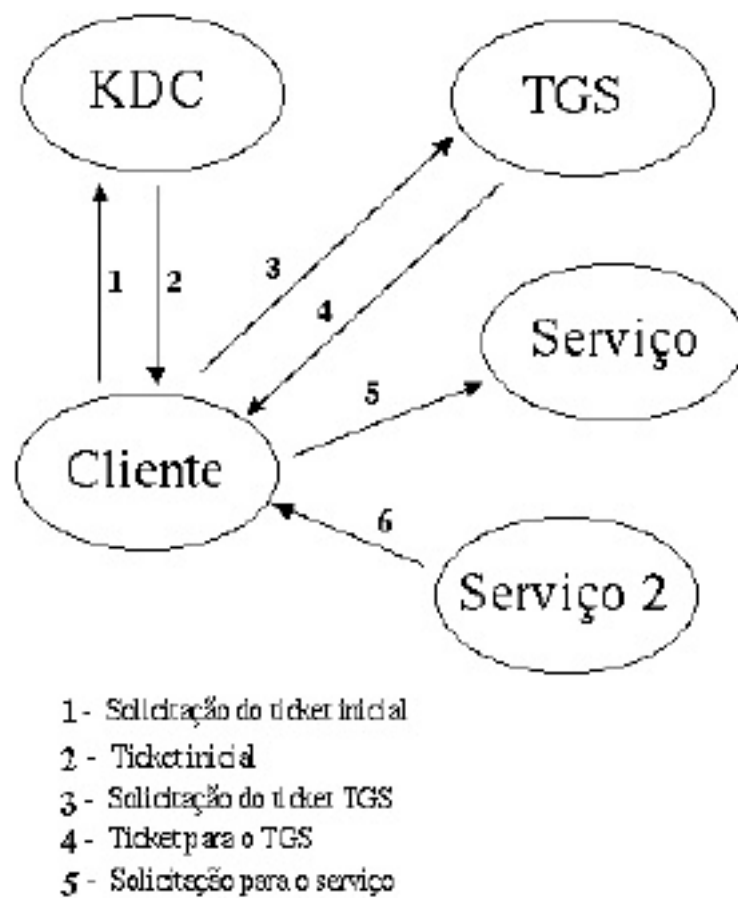 KDC
TGS
1
2
3
4
Serviço
5
Cliente
6
Serviço 2
1 - Solicitação do ticket inicial
2 - Ticket inicial
3 - Solicitação do ticket TGS
4 - Ticket para o TGS
5 - Solicitação para o serviço